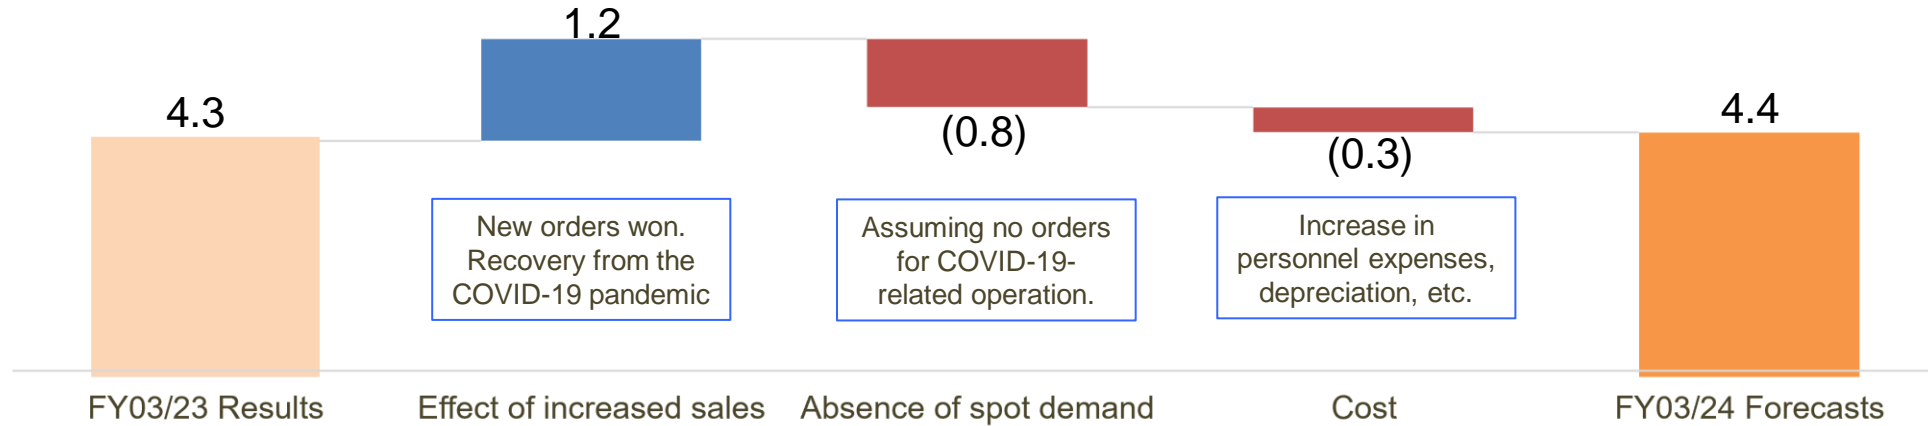 4.3
1.2
(0.8)
(0.3)
4.4
New orders won.
Recovery from the
COVID-19 pandemic
Assuming no orders
for COVID-19-
related operation.
Increase in
personnel expenses,
depreciation, etc.
FY03/23 Results
Effect of increased sales
Absence of spot demand
Cost
FY03/24 Forecasts